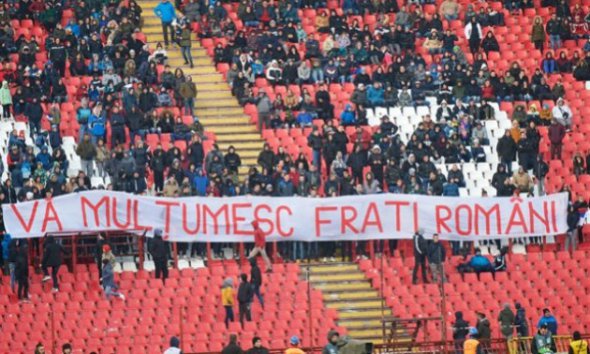 VĂ MULȚUMESC FRAȚI ROMÂNI